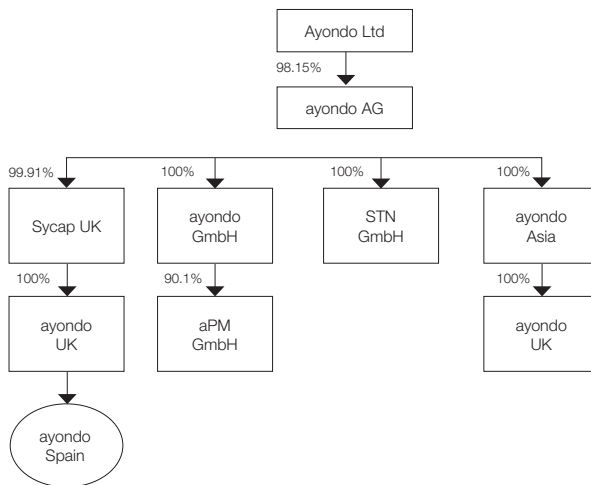 Ayondo Ltd
98.15%
ayondo AG
99.91%
100%
100%
100%
Sycap UK
ayondo
GmbH
STN
GmbH
ayondo
Asia
100%
90.1%
100%
ayondo
UK
aPM
GmbH
ayondo
UK
ayondo
Spain